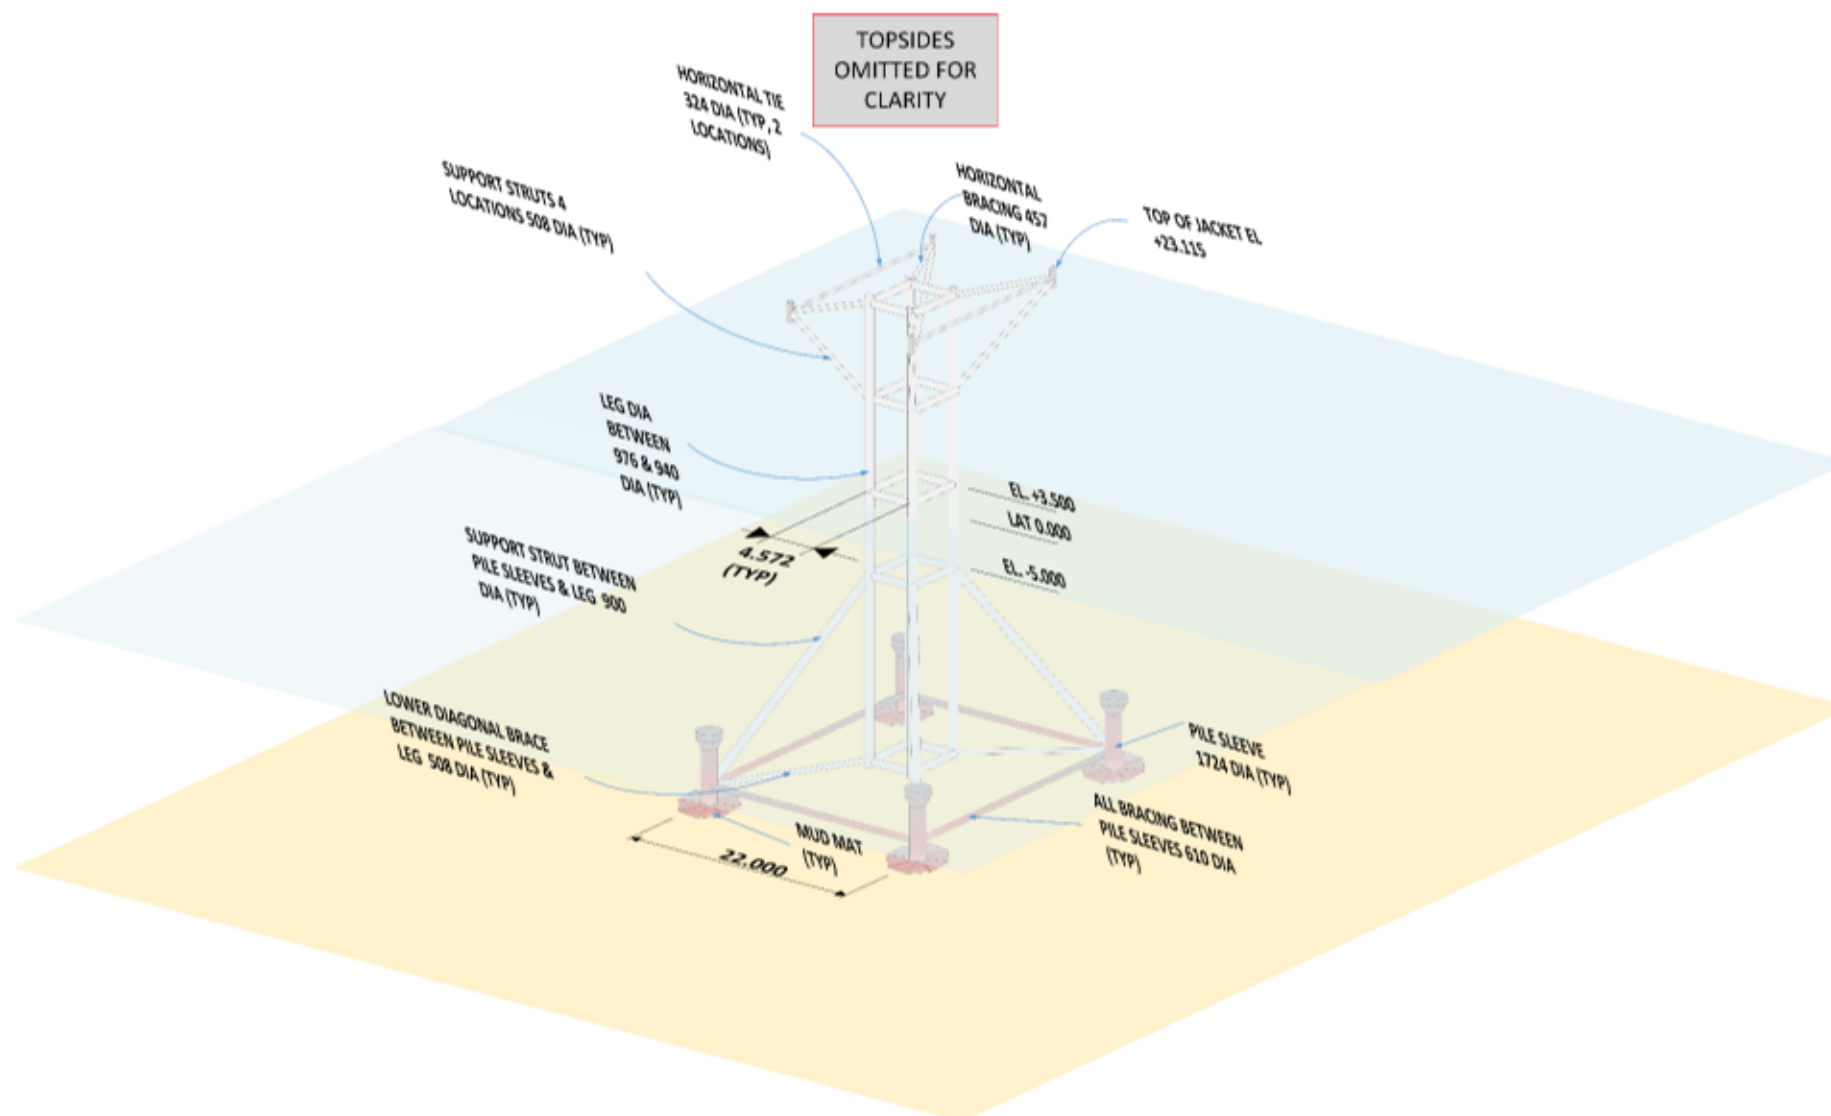 TOPSIDES
OMITTED FOR
CLARITY
HORIZONTAL TIE
324 DIA (TYP, 2
LOCATIONS)
SUPPORT STRUTS 4
LOCATIONS 508 DIA (TYP)
HORIZONTAL
BRACING 457
DIA (TYP)
TOP OF JACKET EL
+23.115
LEG DIA
BETWEEN
976 & 940
DIA (TYP)
EL. +3.500
LAT 0.000
EL. -5.000
4.572
(TYP)
SUPPORT STRUT BETWEEN
PILE SLEEVES & LEG 900
DIA (TYP)
LOWER DIAGONAL BRACE
BETWEEN PILE SLEEVES &
LEG 508 DIA (TYP)
PILE SLEEVE
1724 DIA (TYP)
ALL BRACING BETWEEN
PILE SLEEVES 610 DIA
(TYP)
MUD MAT
(TYP)
22.000